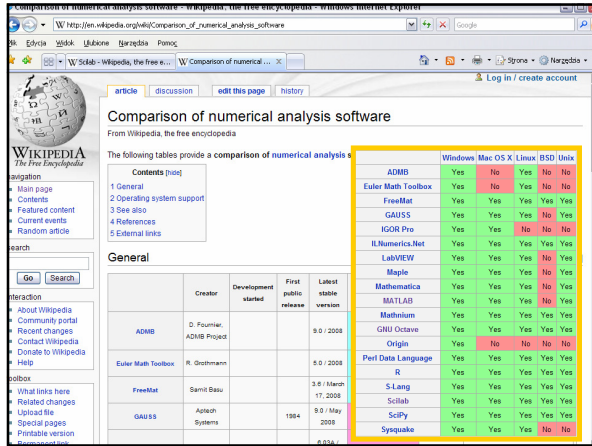 Comparison of numerical analysis software - Wikipedia, the free encyclopedia - Windows Internet Explorer
http://en.wikipedia.org/wiki/Comparison_of_numerical_analysis_software
Google
Plik Edycja Widok Ulubione Narzędzia Pomoc
Scilab - Wikipedia, the free e...
Comparison of numerical ...
Strona
Narzędzia
Log in / create account
article discussion edit this page history
WIKIPEDIA
The Free Encyclopedia
navigation
Main page
Contents
Featured content
Current events
Random article
search
Go Search
interaction
About Wikipedia
Community portal
Recent changes
Contact Wikipedia
Donate to Wikipedia
Help
toolbox
What links here
Related changes
Upload file
Special pages
Printable version
Permanent link
Comparison of numerical analysis software
From Wikipedia, the free encyclopedia
The following tables provide a comparison of numerical analysis s
Contents [hide]
1 General
2 Operating system support
3 See also
4 References
5 External links
General
Creator Development started First public release Latest stable version
ADMB D. Fournier, ADMB Project 9.0 / 2008
Euler Math Toolbox R. Grothmann 5.0 / 2008
FreeMat Samit Basu 3.6 / March 17, 2008
GAUSS Aptech Systems 1984 9.0 / May 2008
6.03A /
Windows Mac OS X Linux BSD Unix
ADMB Yes No Yes No No
Euler Math Toolbox Yes No Yes No No
FreeMat Yes Yes Yes Yes Yes
GAUSS Yes Yes Yes No Yes
IGOR Pro Yes Yes No No No
ILNumerics.Net Yes Yes Yes Yes Yes
LabVIEW Yes Yes Yes No Yes
Maple Yes Yes Yes No Yes
Mathematica Yes Yes Yes No Yes
MATLAB Yes Yes Yes No Yes
Mathnium Yes Yes Yes Yes Yes
GNU Octave Yes Yes Yes Yes Yes
Origin Yes No No No No
Perl Data Language Yes Yes Yes Yes Yes
R Yes Yes Yes Yes Yes
S-Lang Yes Yes Yes Yes Yes
Scilab Yes Yes Yes Yes Yes
SciPy Yes Yes Yes Yes Yes
Sysquake Yes Yes Yes No No